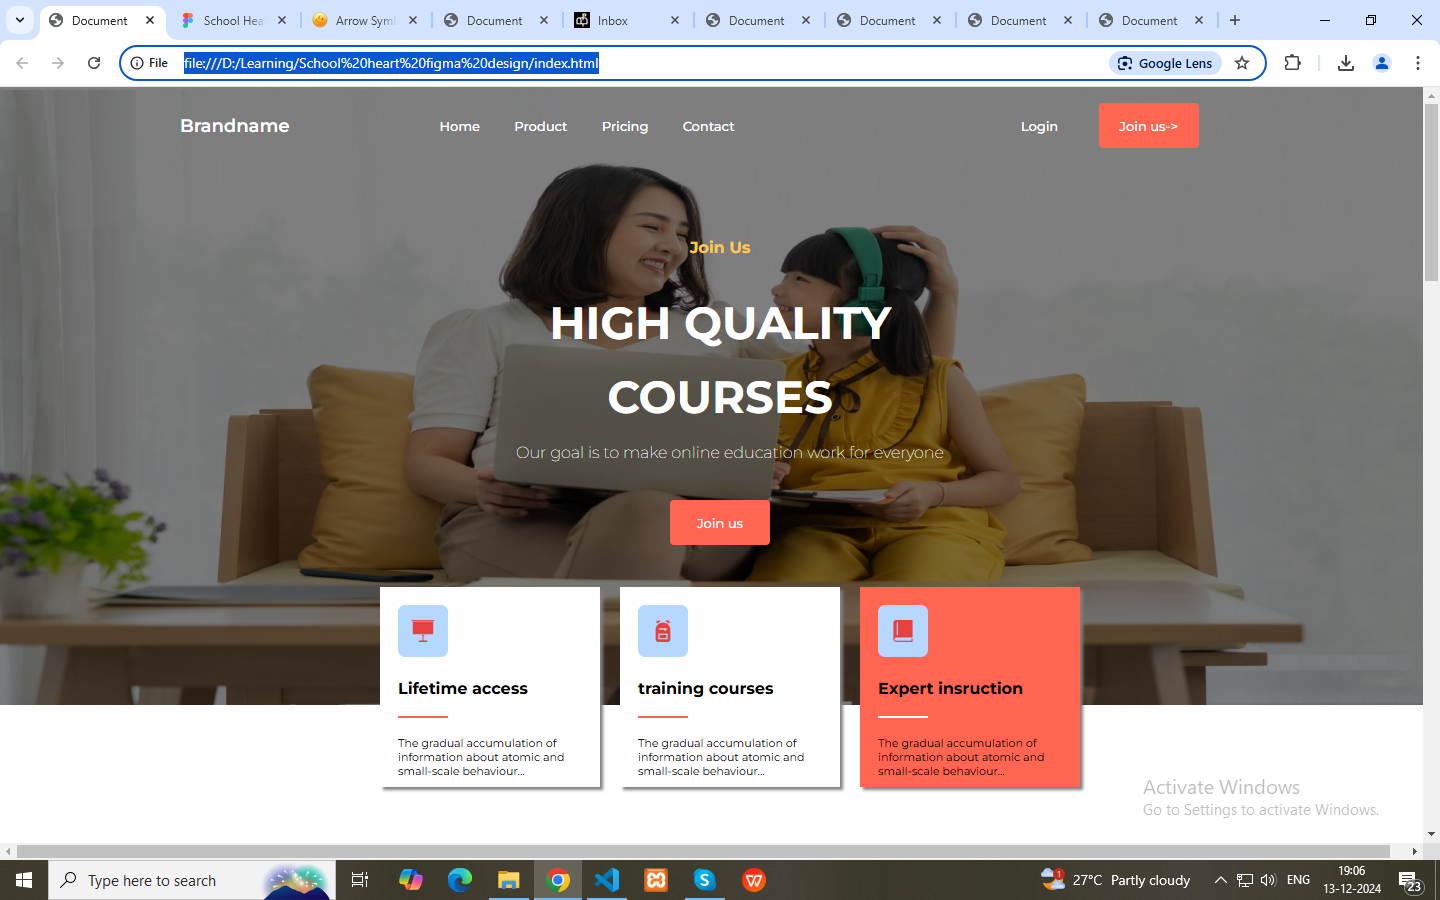 Document
School Hea
Arrow Syml
Document
Inbox
Document
Document
Document
Document
File
file:///D:/Learning/School%20heart%20figma%20design/index.html
Google Lens
Brandname
Home
Product
Pricing
Contact
Login
Join us->
Join Us
HIGH QUALITY
COURSES
Our goal is to make online education work for everyone
Join us
Lifetime access
The gradual accumulation of
information about atomic and
small-scale behaviour...
training courses
The gradual accumulation of
information about atomic and
small-scale behaviour...
Expert insruction
The gradual accumulation of
information about atomic and
small-scale behaviour...
Activate Windows
Go to Settings to activate Windows.
Type here to search
1
27°C Partly cloudy
ENG
19:06
13-12-2024
23